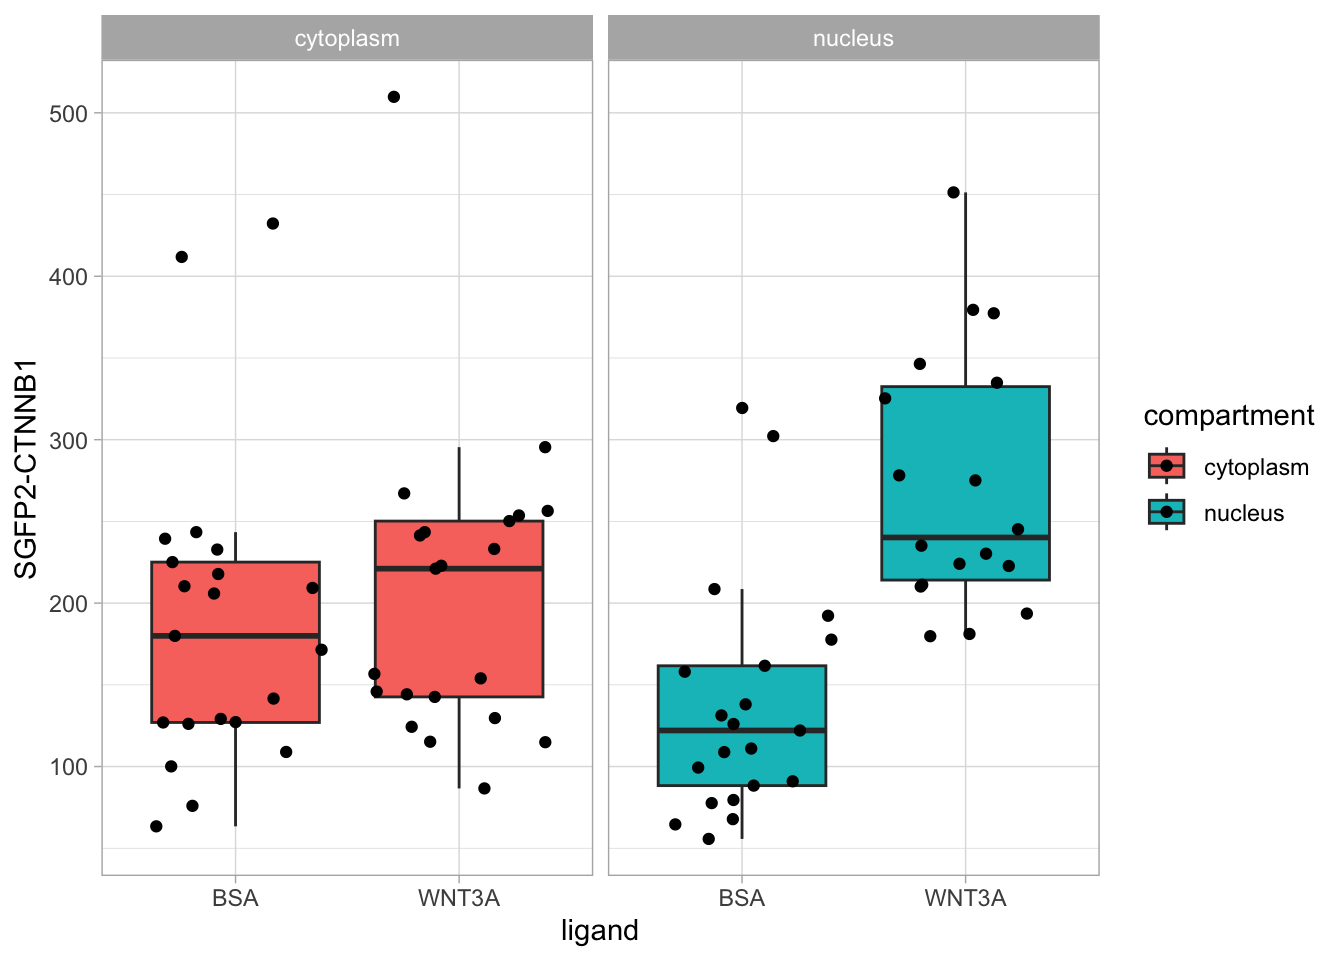 cytoplasm
nucleus
500
400
300
200
100
SGFP2-CTNNB1
BSA
WNT3A
BSA
WNT3A
ligand
compartment
cytoplasm
nucleus